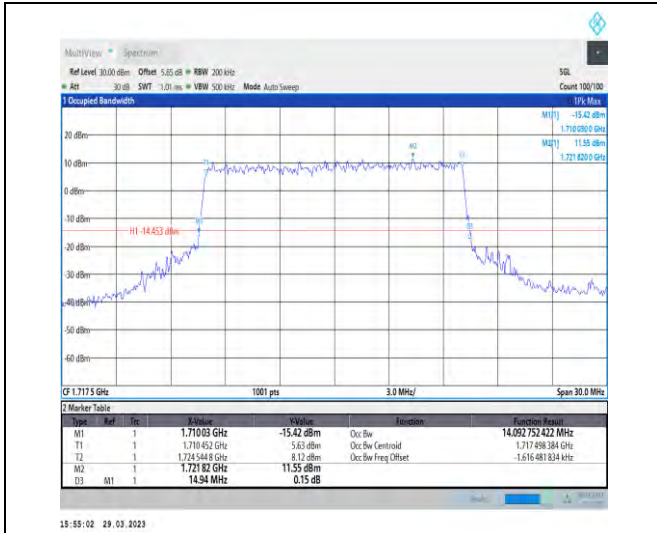 MultiView Spectrum
Ref Level 30.00 dBm Offset 5.85 dB RBW 200 kHz SGL
Att 30 dB SWT 1.01 ms VBW 500 kHz Mode Auto Sweep Count 100/100
1 Occupied Bandwidth 1Pk Max
M1[1] -15.42 dBm
1.710 030 0 GHz
M2[1] 11.55 dBm
1.721 820 0 GHz
20 dBm
M2
T1
10 dBm
0 dBm
-10 dBm
M1
H1 -14.453 dBm
D3
-20 dBm
-30 dBm
-40 dBm
-50 dBm
-60 dBm
CF 1.717 5 GHz 1001 pts 3.0 MHz/ Span 30.0 MHz
2 Marker Table
Type Ref Trc X-Value Y-Value Function Function Result
M1 1 1.710 03 GHz -15.42 dBm Occ Bw 14.092 752 422 MHz
T1 1 1.710 452 GHz 5.63 dBm Occ Bw Centroid 1.717 498 384 GHz
T2 1 1.724 544 8 GHz 8.12 dBm Occ Bw Freq Offset -1.616 481 834 kHz
M2 1 1.721 82 GHz 11.55 dBm
D3 M1 1 14.94 MHz 0.15 dB
15:55:02 29.03.2023